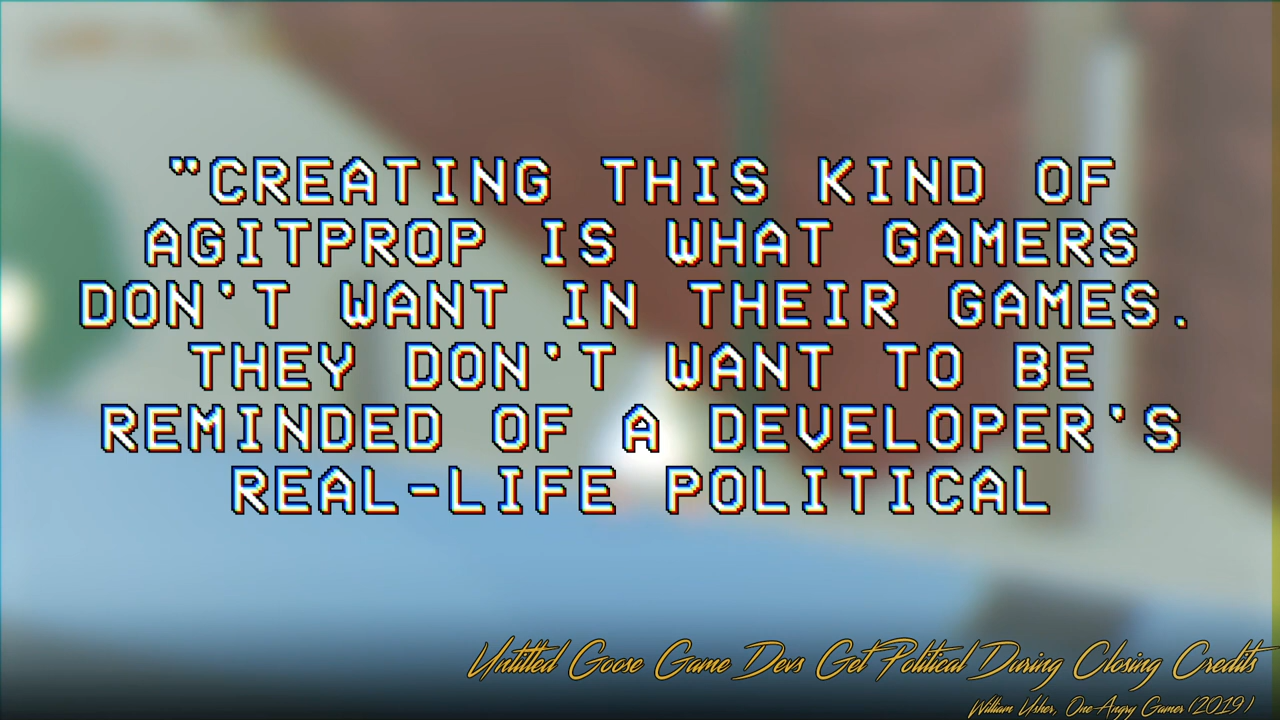 "CREATING THIS KIND OF
AGITPROP IS WHAT GAMERS
DON'T WANT IN THEIR GAMES.
THEY DON'T WANT TO BE
REMINDED OF A DEVELOPER'S
REAL-LIFE POLITICAL
Untitled Goose Game Devs Get Political During Closing Credits
William Usher, One Angry Gamer (2019)